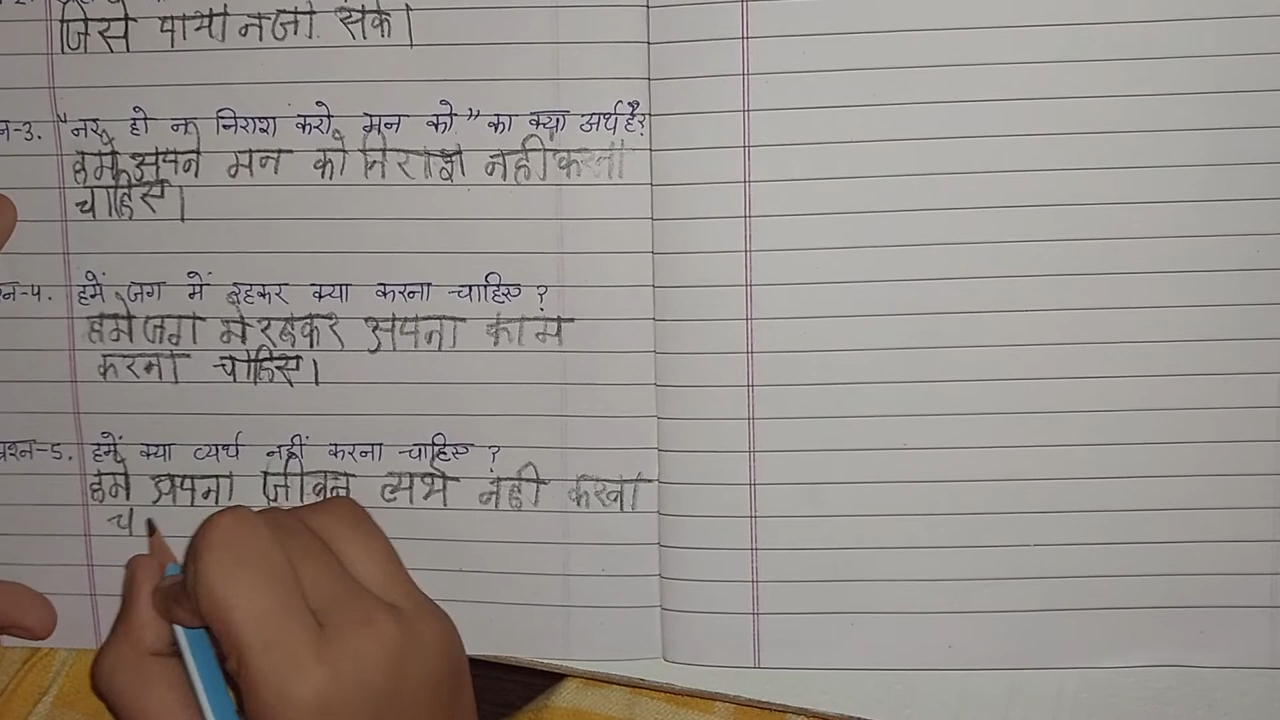 जिसे पाया न जा सके।
न-3. "नर हो न निराश करो मन को" का क्या अर्थ है?
हमे अपने मन को निराश नही करना
चाहिए।
न-4. हमें जग में रहकर क्या करना चाहिए ?
हमे जग मे रहकर अपना काम
करना चाहिए।
प्रश्न-5. हमें क्या व्यर्थ नहीं करना चाहिए ?
हमे अपना जीवन व्यर्थ नही करना
च